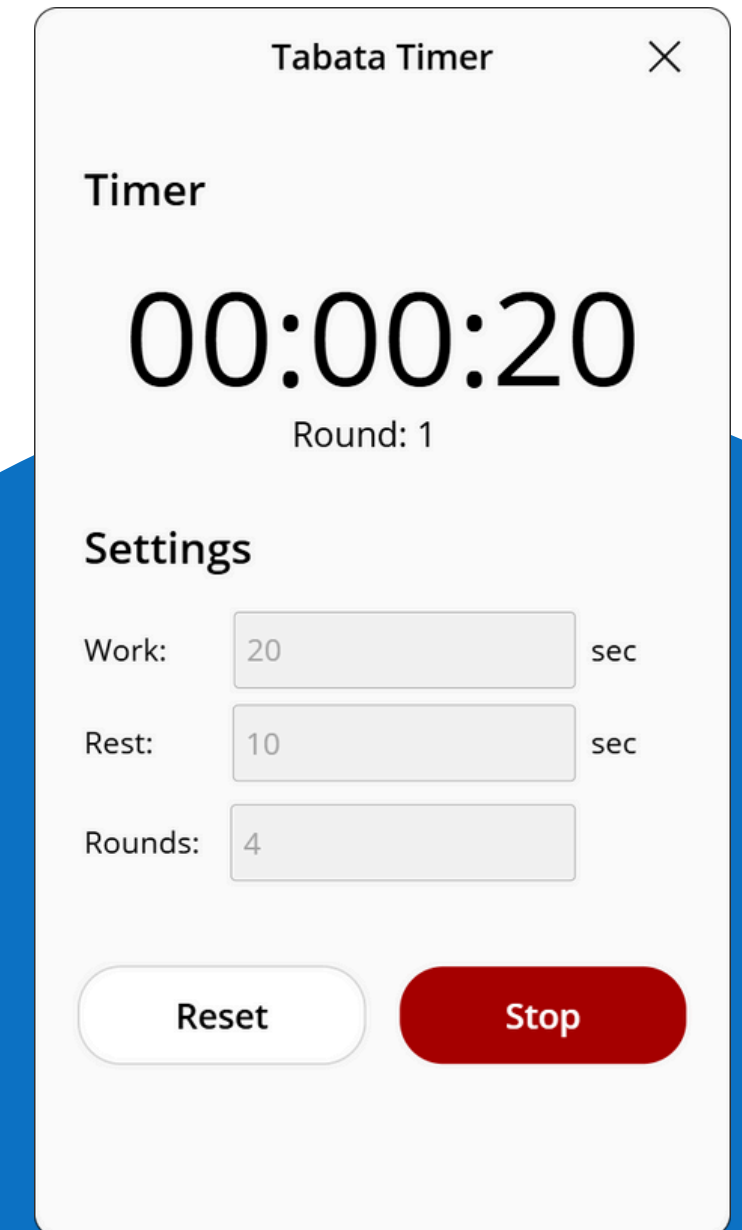 Tabata Timer
Timer
00:00:20
Round: 1
Settings
Work: 20 sec
Rest: 10 sec
Rounds: 4
Reset Stop